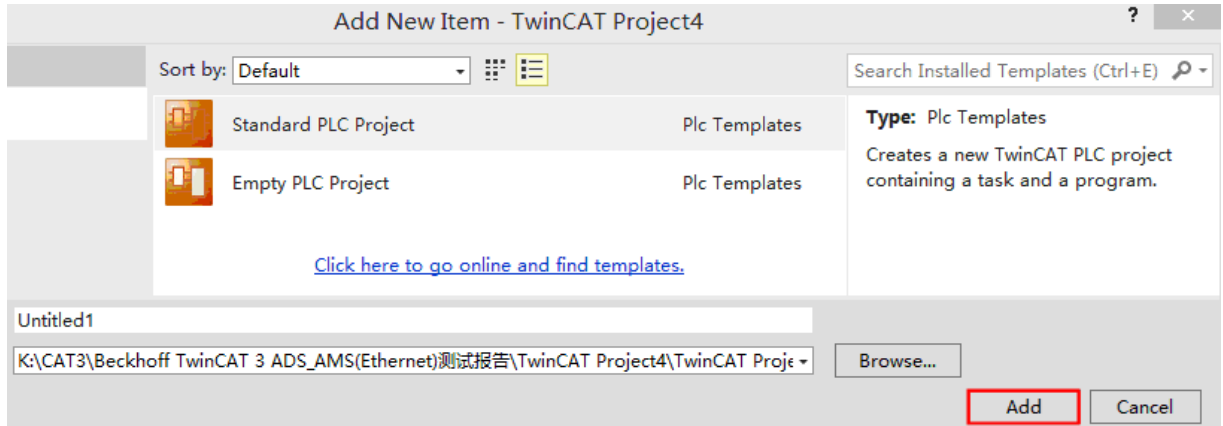 Add New Item - TwinCAT Project4
?
Sort by: Default
Search Installed Templates (Ctrl+E)
Standard PLC Project Plc Templates
Empty PLC Project Plc Templates
Click here to go online and find templates.
Type: Plc Templates
Creates a new TwinCAT PLC project
containing a task and a program.
Untitled1
K:\CAT3\Beckhoff TwinCAT 3 ADS_AMS(Ethernet)测试报告\TwinCAT Project4\TwinCAT Proje
Browse...
Add Cancel